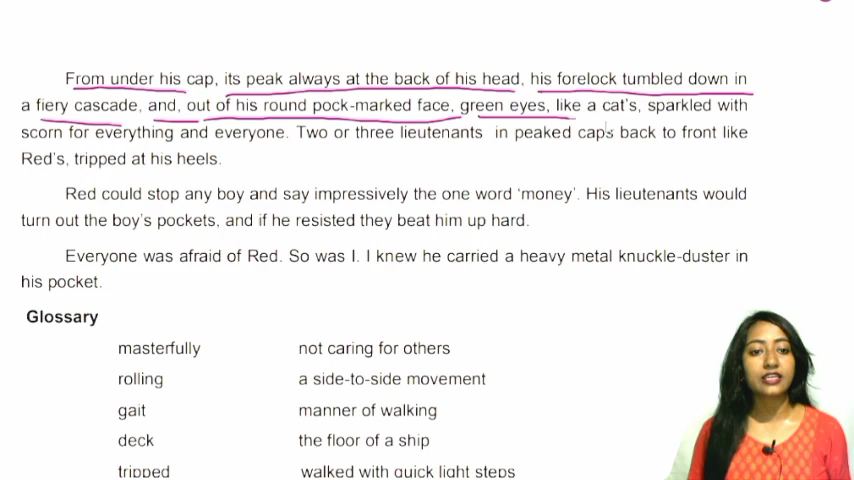 From under his cap, its peak always at the back of his head, his forelock tumbled down in
a fiery cascade, and, out of his round pock-marked face, green eyes, like a cat's, sparkled with
scorn for everything and everyone. Two or three lieutenants in peaked caps back to front like
Red's, tripped at his heels.
Red could stop any boy and say impressively the one word 'money'. His lieutenants would
turn out the boy's pockets, and if he resisted they beat him up hard.
Everyone was afraid of Red. So was I. I knew he carried a heavy metal knuckle-duster in
his pocket.
Glossary
masterfully not caring for others
rolling a side-to-side movement
gait manner of walking
deck the floor of a ship
tripped walked with quick light steps